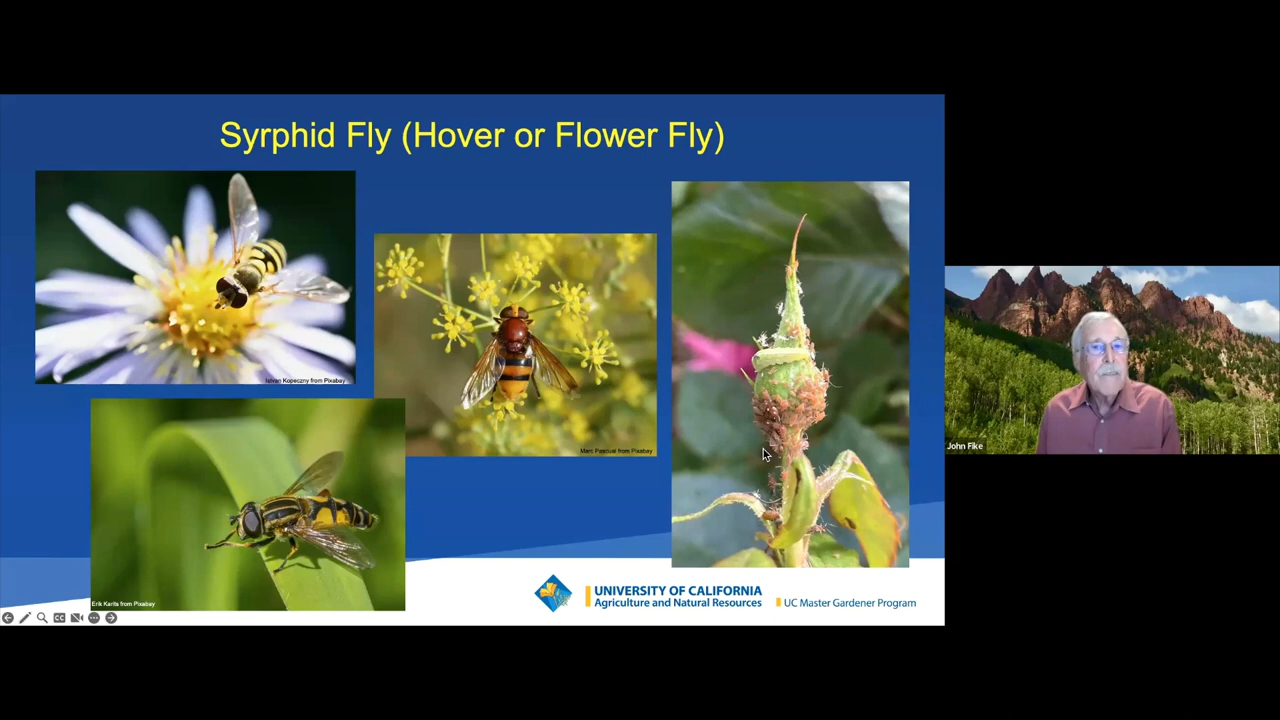 Syrphid Fly (Hover or Flower Fly)
Istvan Kopeczny from Pixabay
Marc Pascual from Pixabay
Erik Karits from Pixabay
CC
UNIVERSITY OF CALIFORNIA
Agriculture and Natural Resources
UC Master Gardener Program
John Fike